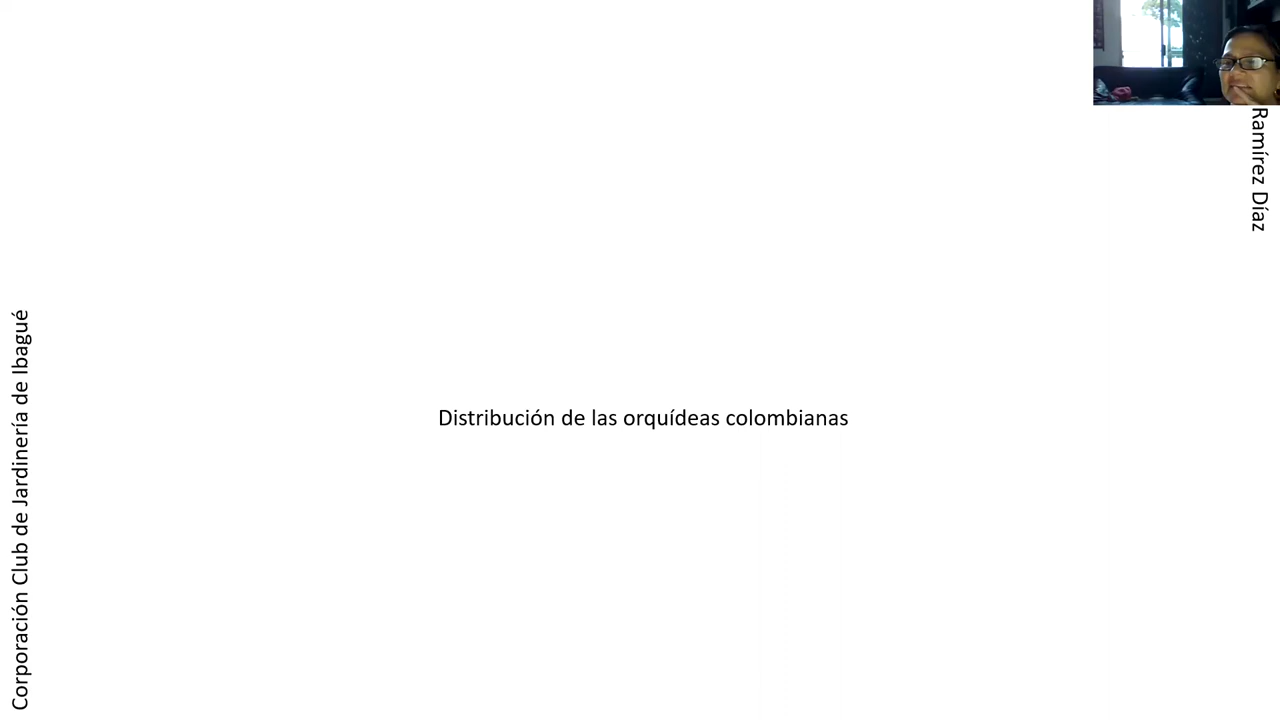 Ramírez Díaz
Corporación Club de Jardinería de Ibagué
Distribución de las orquídeas colombianas